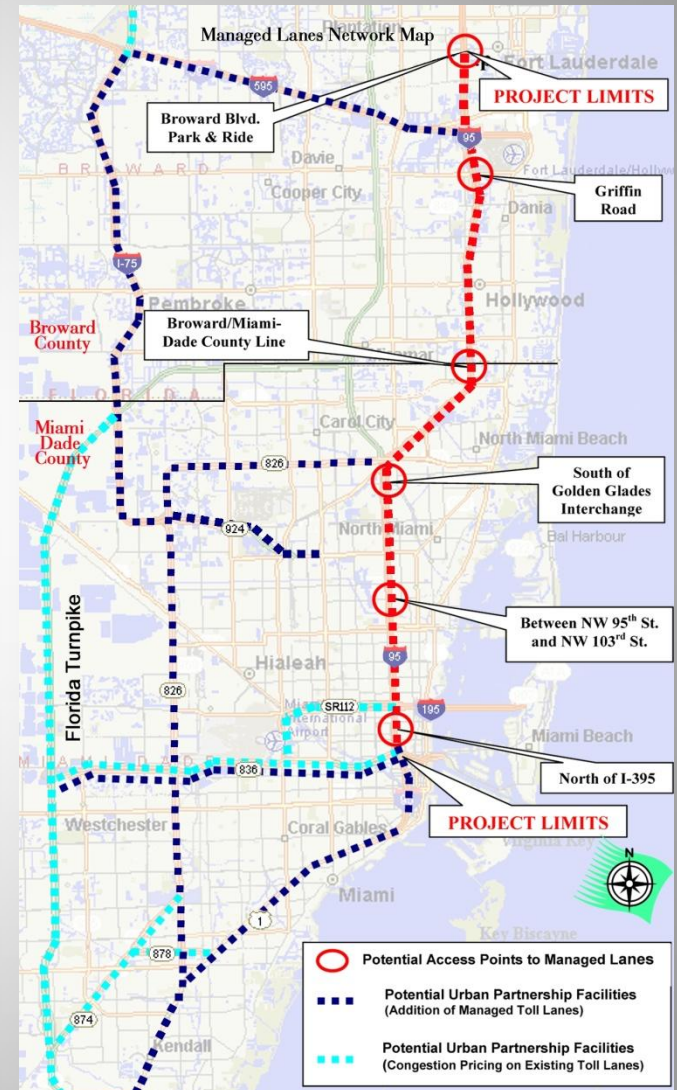 Plantation
Managed Lanes Network Map
Fort Lauderdale
PROJECT LIMITS
595
Broward Blvd.
Park & Ride
95
Davie
BROWARD
Fort Lauderdale/Hollyw
Cooper City
Griffin
Road
Dania
I-75
Pembroke
Hollywood
Broward
County
Broward/Miami-
Dade County Line
FLORIDA
Miami
Dade
County
Carol City
North Miami Beach
826
South of
Golden Glades
Interchange
924
North Miami
Bal Harbour
Between NW 95th St.
and NW 103rd St.
95
Hialeah
Florida Turnpike
826
SR112
195
International
Airport
Miami Beach
836
North of I-395
Westchester
PROJECT LIMITS
Coral Gables
Virginia Key
N
Miami
1
Key Biscayne
878
874
Kendall
Potential Access Points to Managed Lanes
Potential Urban Partnership Facilities
(Addition of Managed Toll Lanes)
Potential Urban Partnership Facilities
(Congestion Pricing on Existing Toll Lanes)